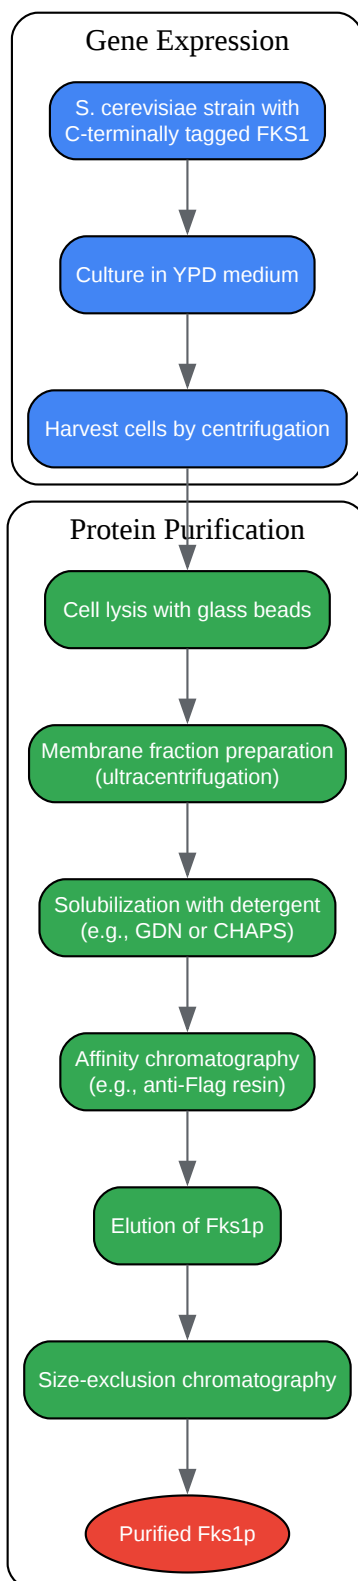 Gene Expression
S. cerevisiae strain with
C-terminally tagged FKS1
Culture in YPD medium
Harvest cells by centrifugation
Protein Purification
Cell lysis with glass beads
Membrane fraction preparation
(ultracentrifugation)
Solubilization with detergent
(e.g., GDN or CHAPS)
Affinity chromatography
(e.g., anti-Flag resin)
Elution of Fks1p
Size-exclusion chromatography
Purified Fks1p